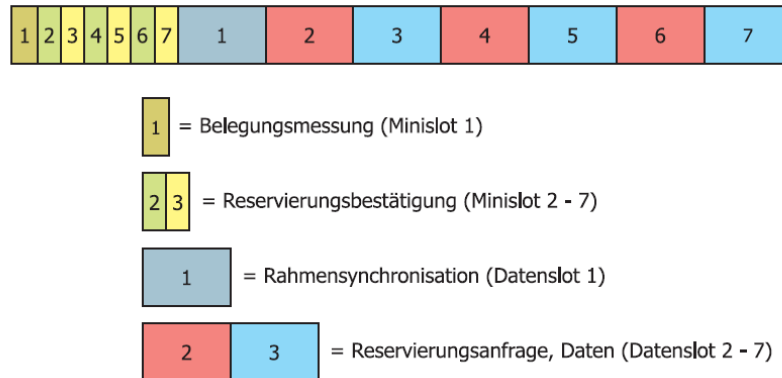 1 2 3 4 5 6 7 1 2 3 4 5 6 7
1 = Belegungsmessung (Minislot 1)
2 3 = Reservierungsbestätigung (Minislot 2 - 7)
1 = Rahmensynchronisation (Datenslot 1)
2 3 = Reservierungsanfrage, Daten (Datenslot 2 - 7)